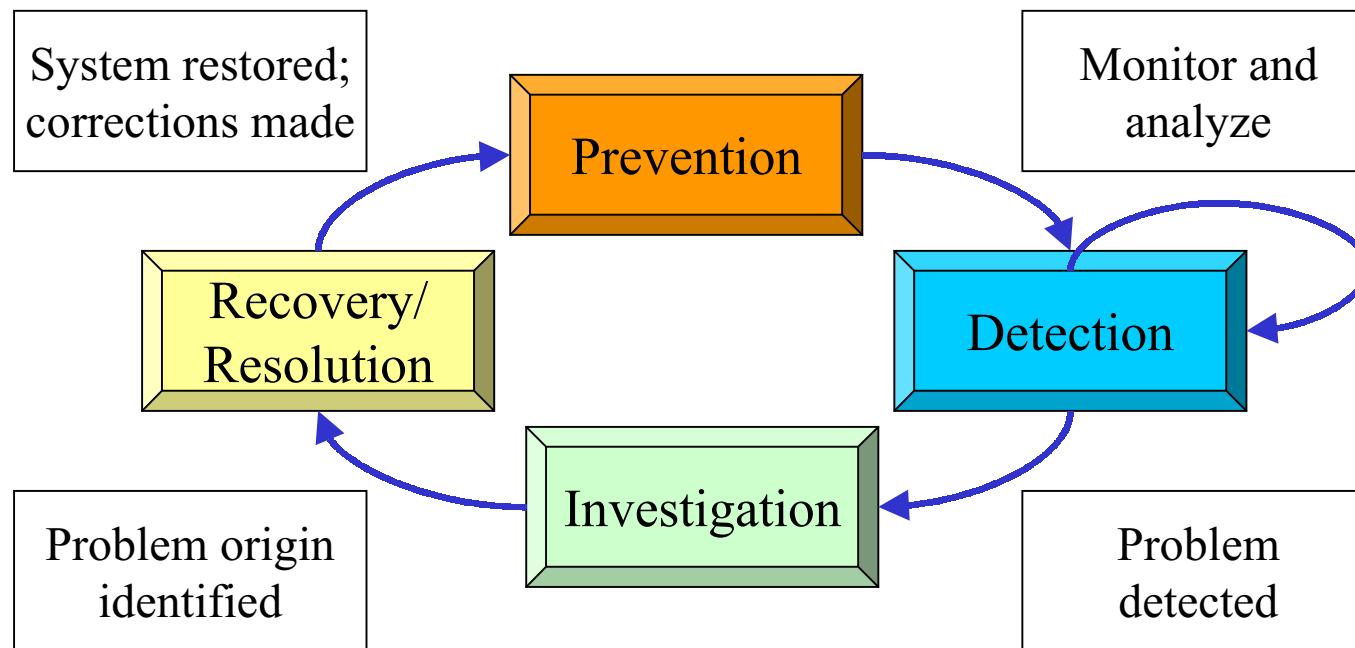 System restored;
corrections made
Prevention
Monitor and
analyze
Recovery/
Resolution
Detection
Investigation
Problem origin
identified
Problem
detected